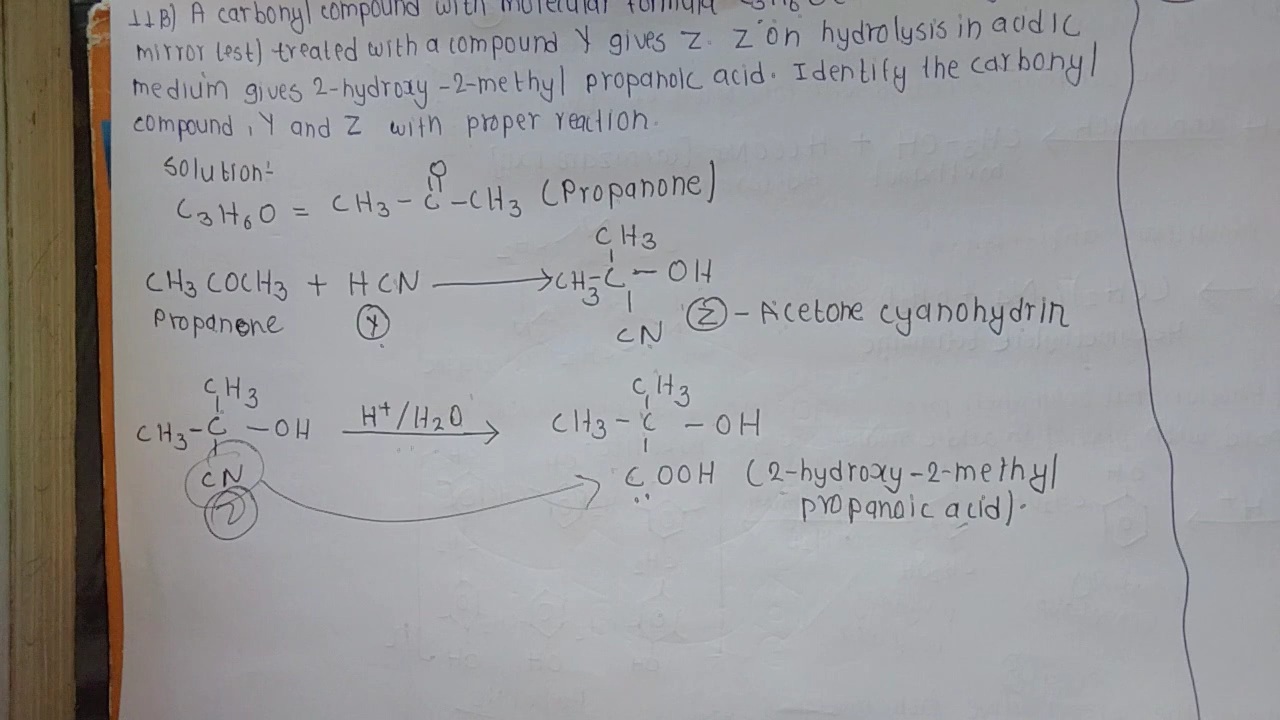 11B) A carbonyl compound with molecular formula C3H6O
mirror test) treated with a compound Y gives Z. Z on hydrolysis in acidic
medium gives 2-hydroxy-2-methyl propanoic acid. Identify the carbonyl
compound, Y and Z with proper reaction.
Solution:-
O
C3H6O = CH3-C-CH3 (Propanone)
CH3
CH3COCH3 + HCN → CH3-C-OH
Propanone Y CN Z - Acetone cyanohydrin
CH3 CH3
CH3-C-OH H+/H2O → CH3-C-OH
CN COOH (2-hydroxy-2-methyl
Z propanoic acid).